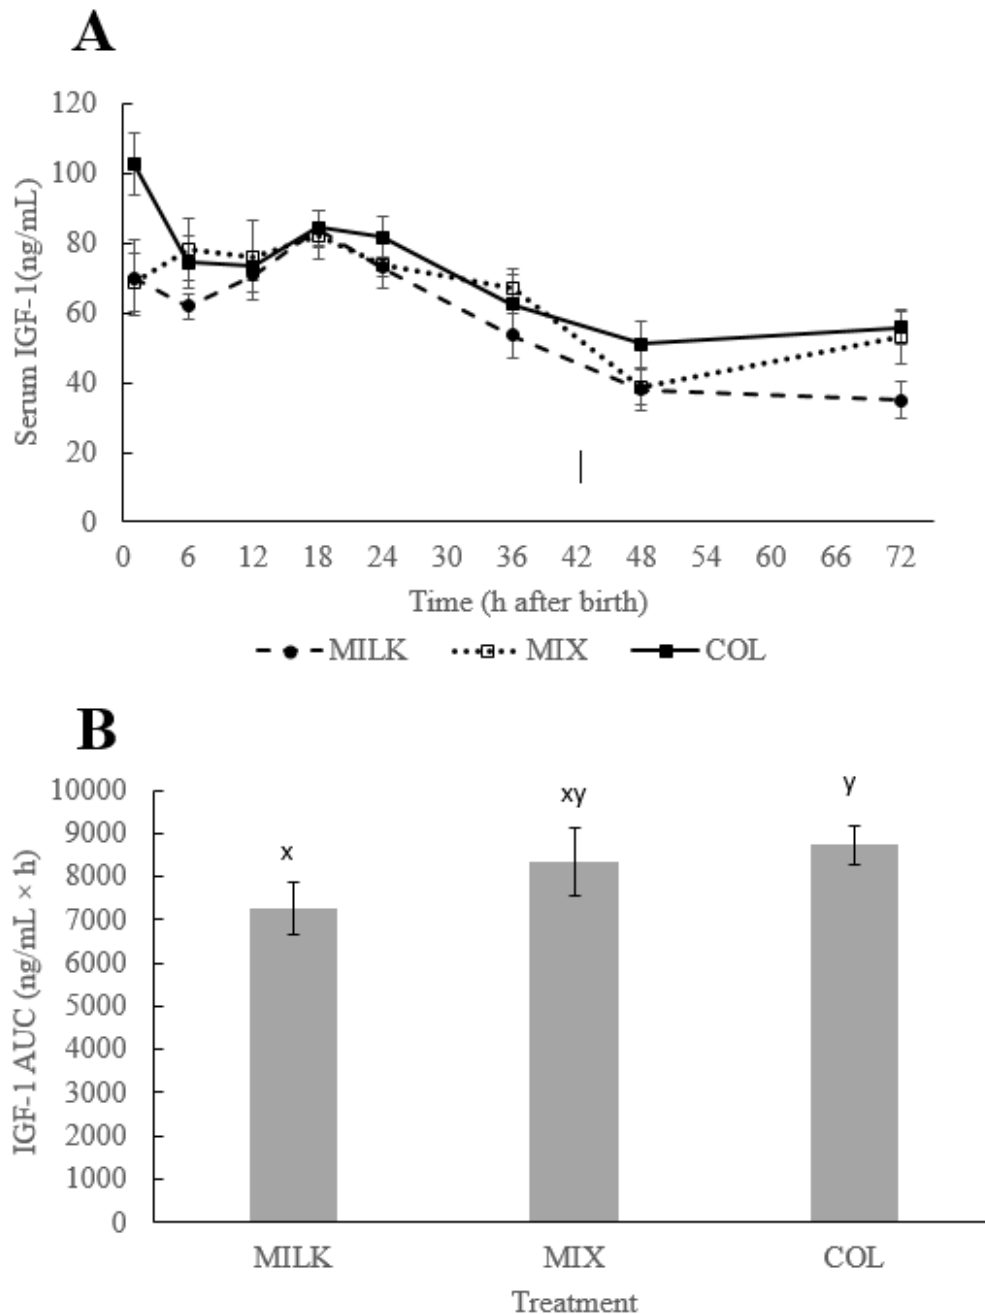 A
120
100
80
60
40
20
0
Serum IGF-1(ng/mL)
0 6 12 18 24 30 36 42 48 54 60 66 72
Time (h after birth)
MILK MIX COL
B
10000
9000
8000
7000
6000
5000
4000
3000
2000
1000
0
IGF-1 AUC (ng/mL × h)
x xy y
MILK MIX COL
Treatment